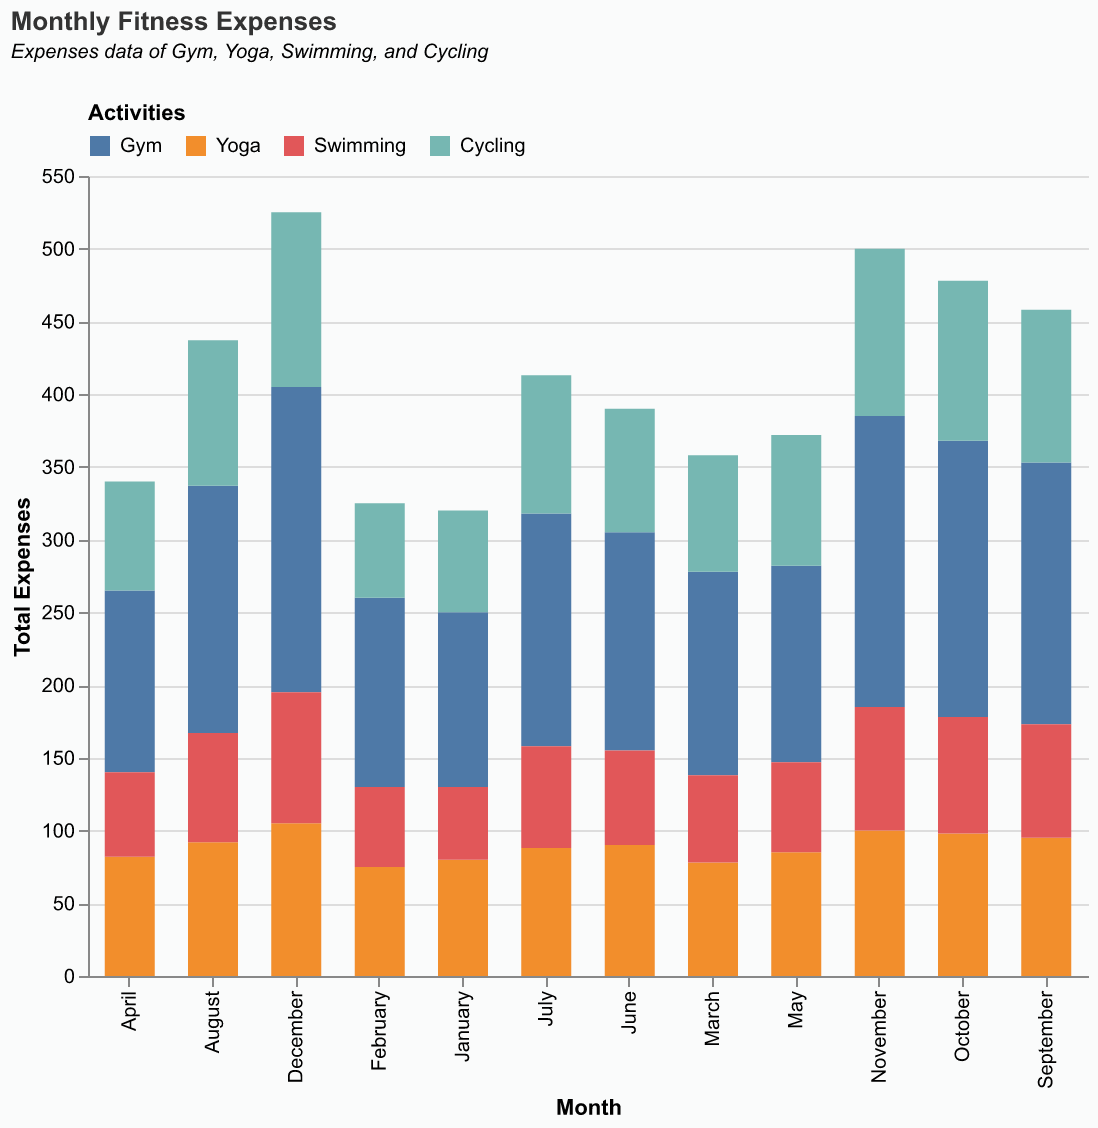 Monthly Fitness Expenses
Expenses data of Gym, Yoga, Swimming, and Cycling
Activities
Gym Yoga Swimming Cycling
550
500
450
400
350
300
250
200
150
100
50
0
Total Expenses
April August December February January July June March May November October September
Month